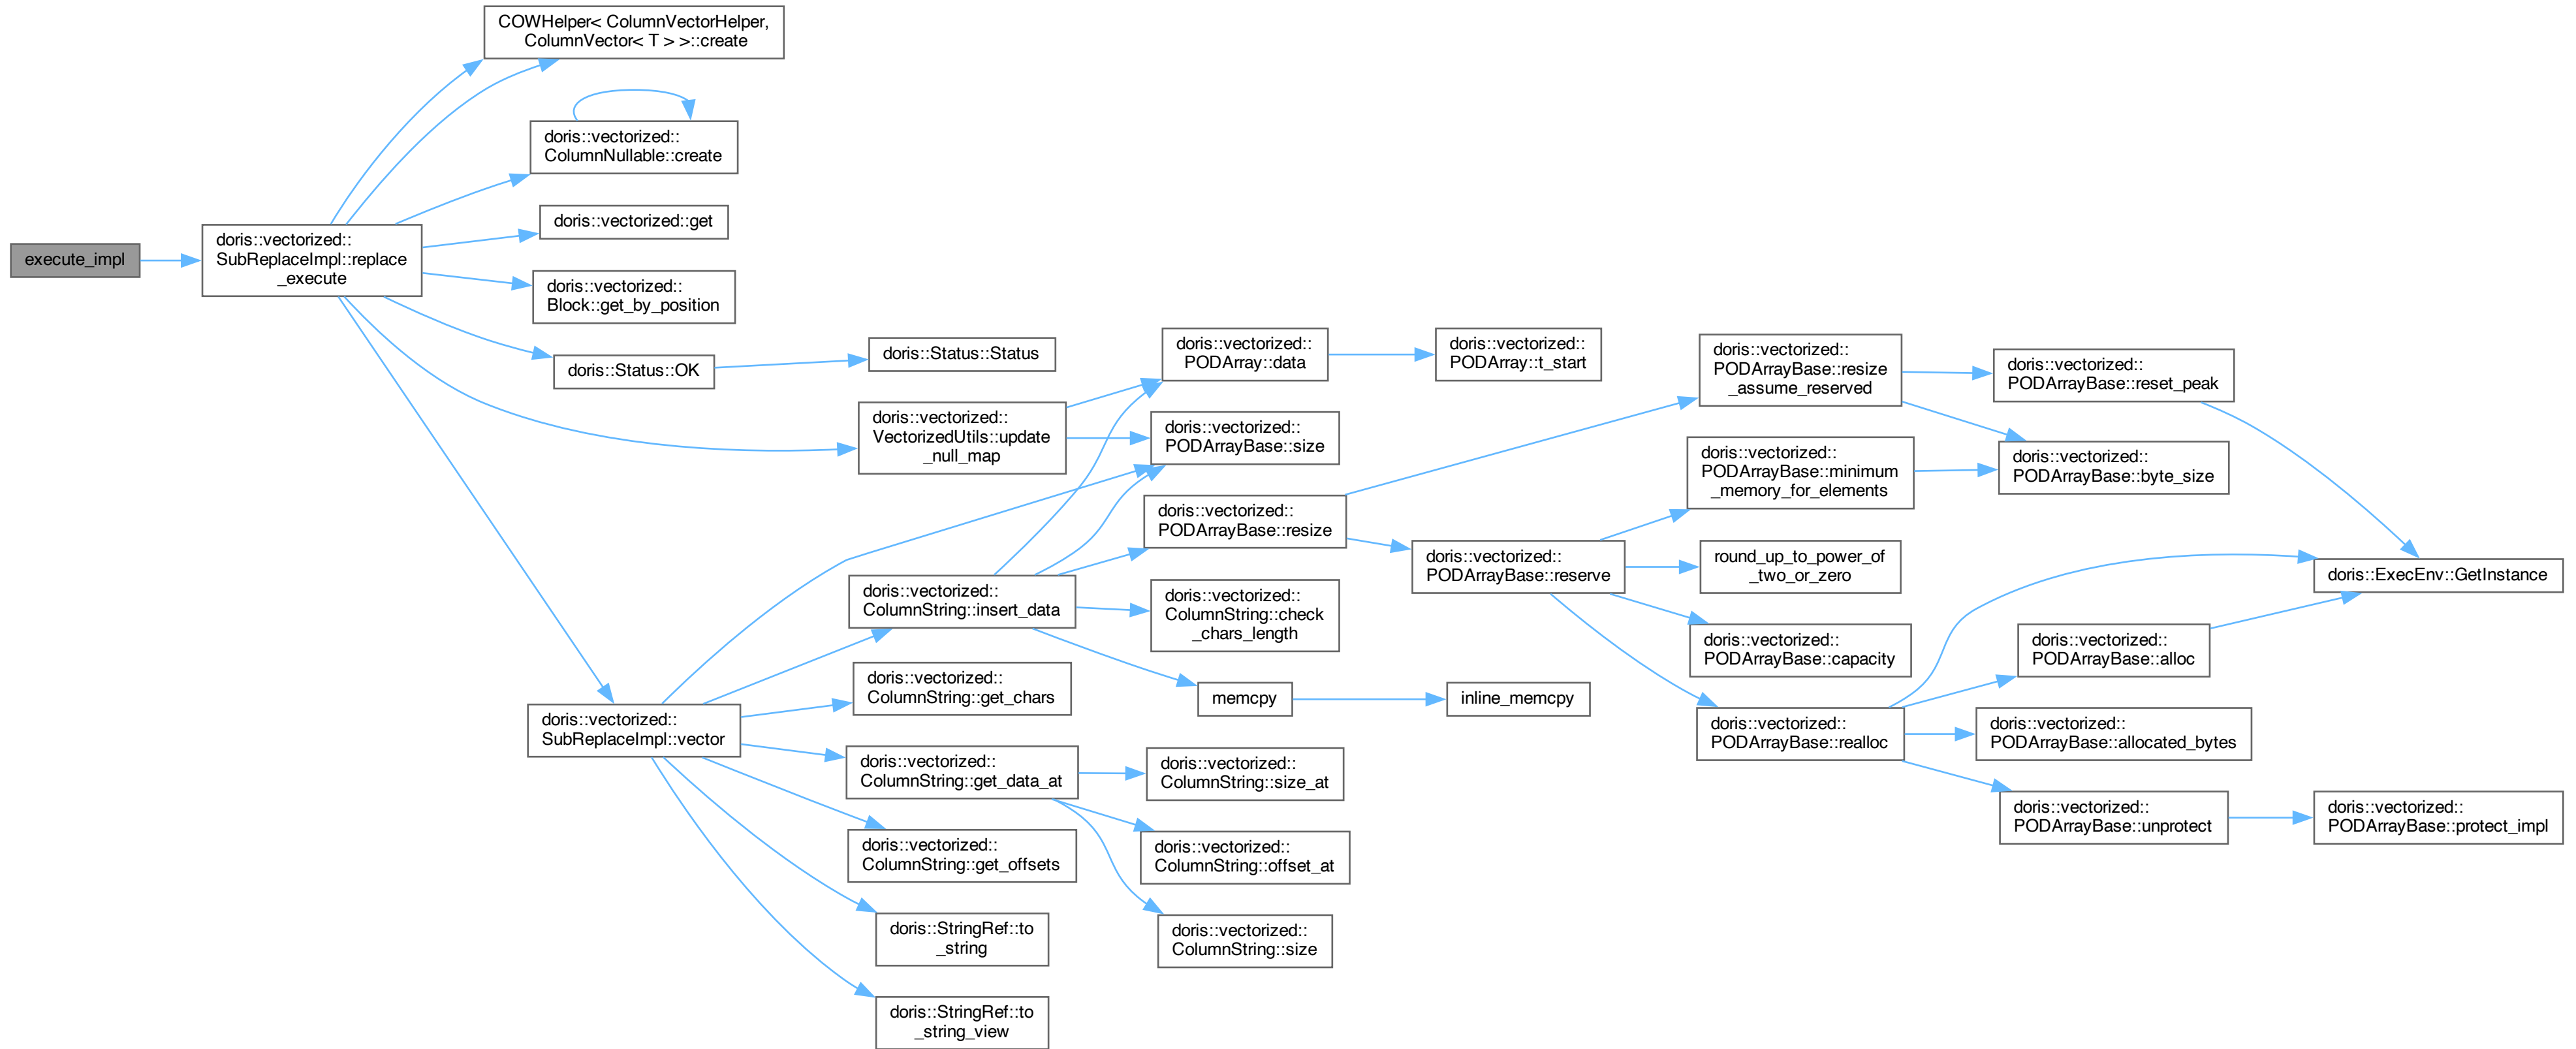 COWHelper< ColumnVectorHelper,
ColumnVector< T > >::create
doris::vectorized::
ColumnNullable::create
doris::vectorized::get
execute_impl
doris::vectorized::
SubReplaceImpl::replace
_execute
doris::vectorized::
Block::get_by_position
doris::Status::OK
doris::Status::Status
doris::vectorized::
VectorizedUtils::update
_null_map
doris::vectorized::
PODArray::data
doris::vectorized::
PODArray::t_start
doris::vectorized::
PODArrayBase::size
doris::vectorized::
PODArrayBase::resize
doris::vectorized::
PODArrayBase::resize
_assume_reserved
doris::vectorized::
PODArrayBase::reset_peak
doris::vectorized::
PODArrayBase::minimum
_memory_for_elements
doris::vectorized::
PODArrayBase::byte_size
doris::vectorized::
PODArrayBase::reserve
round_up_to_power_of
_two_or_zero
doris::ExecEnv::GetInstance
doris::vectorized::
ColumnString::insert_data
doris::vectorized::
ColumnString::check
_chars_length
doris::vectorized::
PODArrayBase::capacity
doris::vectorized::
PODArrayBase::alloc
doris::vectorized::
ColumnString::get_chars
memcpy
inline_memcpy
doris::vectorized::
SubReplaceImpl::vector
doris::vectorized::
PODArrayBase::realloc
doris::vectorized::
PODArrayBase::allocated_bytes
doris::vectorized::
ColumnString::get_data_at
doris::vectorized::
ColumnString::size_at
doris::vectorized::
PODArrayBase::unprotect
doris::vectorized::
PODArrayBase::protect_impl
doris::vectorized::
ColumnString::get_offsets
doris::vectorized::
ColumnString::offset_at
doris::StringRef::to
_string
doris::vectorized::
ColumnString::size
doris::StringRef::to
_string_view